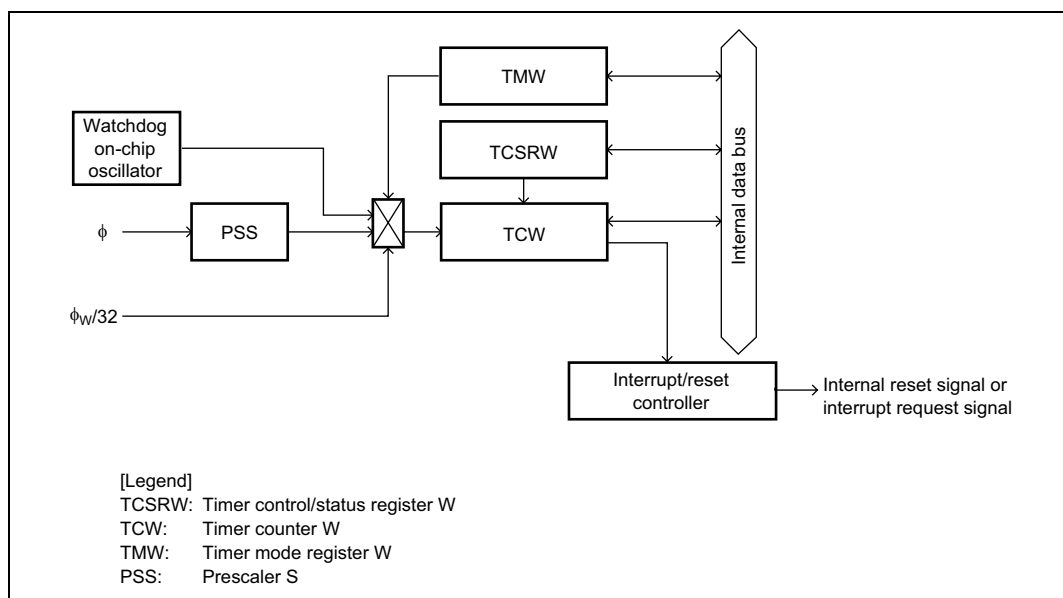 TMW
Watchdog
on-chip
oscillator
TCSRW
Internal data bus
ϕ
PSS
TCW
ϕW/32
Interrupt/reset
controller
Internal reset signal or
interrupt request signal
[Legend]
TCSRW: Timer control/status register W
TCW: Timer counter W
TMW: Timer mode register W
PSS: Prescaler S